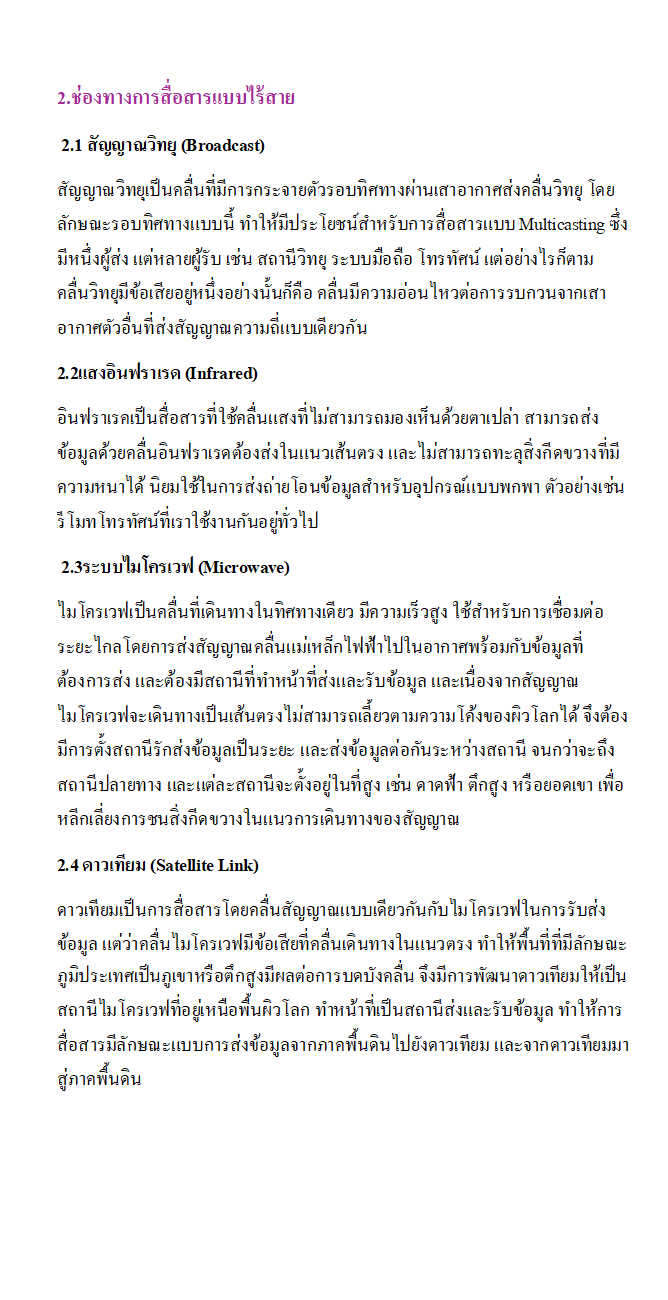 2.ช่องทางการสื่อสารแบบไร้สาย
2.1 สัญญาณวิทยุ (Broadcast)
สัญญาณวิทยุเป็นคลื่นที่มีการกระจายตัวรอบทิศทางผ่านเสาอากาศส่งคลื่นวิทยุ โดย
ลักษณะรอบทิศทางแบบนี้ ทำให้มีประโยชน์สำหรับการสื่อสารแบบ Multicasting ซึ่ง
มีหนึ่งผู้ส่ง แต่หลายผู้รับ เช่น สถานีวิทยุ ระบบมือถือ โทรทัศน์ แต่อย่างไรก็ตาม
คลื่นวิทยุมีข้อเสียอยู่หนึ่งอย่างนั้นก็คือ คลื่นมีความอ่อนไหวต่อการรบกวนจากเสา
อากาศตัวอื่นที่ส่งสัญญาณความถี่แบบเดียวกัน
2.2แสงอินฟราเรด (Infrared)
อินฟราเรคเป็นสื่อสารที่ใช้คลื่นแสงที่ไม่สามารถมองเห็นด้วยตาเปล่า สามารถส่ง
ข้อมูลด้วยคลื่นอินฟราเรดต้องส่งในแนวเส้นตรง และไม่สามารถทะลุสิ่งกีดขวางที่มี
ความหนาได้ นิยมใช้ในการส่งถ่ายโอนข้อมูลสำหรับอุปกรณ์แบบพกพา ตัวอย่างเช่น
รีโมทโทรทัศน์ที่เราใช้งานกันอยู่ทั่วไป
2.3ระบบไมโครเวฟ (Microwave)
ไมโครเวฟเป็นคลื่นที่เดินทางในทิศทางเดียว มีความเร็วสูง ใช้สำหรับการเชื่อมต่อ
ระยะไกลโดยการส่งสัญญาณคลื่นแม่เหล็กไฟฟ้าไปในอากาศพร้อมกับข้อมูลที่
ต้องการส่ง และต้องมีสถานีที่ทำหน้าที่ส่งและรับข้อมูล และเนื่องจากสัญญาณ
ไมโครเวฟจะเดินทางเป็นเส้นตรงไม่สามารถเลี้ยวตามความโค้งของผิวโลกได้ จึงต้อง
มีการตั้งสถานีรักส่งข้อมูลเป็นระยะ และส่งข้อมูลต่อกันระหว่างสถานี จนกว่าจะถึง
สถานีปลายทาง และแต่ละสถานีจะตั้งอยู่ในที่สูง เช่น คาดฟ้า ตึกสูง หรือยอดเขา เพื่อ
หลีกเลี่ยงการชนสิ่งกีดขวางในแนวการเดินทางของสัญญาณ
2.4 ดาวเทียม (Satellite Link)
ดาวเทียมเป็นการสื่อสารโดยคลื่นสัญญาณแบบเดียวกันกับไมโครเวฟในการรับส่ง
ข้อมูล แต่ว่าคลื่นไมโครเวฟมีข้อเสียที่คลื่นเดินทางในแนวตรง ทำให้พื้นที่ที่มีลักษณะ
ภูมิประเทศเป็นภูเขาหรือตึกสูงมีผลต่อการบดบังคลื่น จึงมีการพัฒนาดาวเทียมให้เป็น
สถานีไมโครเวฟที่อยู่เหนือพื้นผิวโลก ทำหน้าที่เป็นสถานีส่งและรับข้อมูล ทำให้การ
สื่อสารมีลักษณะแบบการส่งข้อมูลจากภาคพื้นดินไปยังดาวเทียม และจากดาวเทียมมา
สู่ภาคพื้นดิน